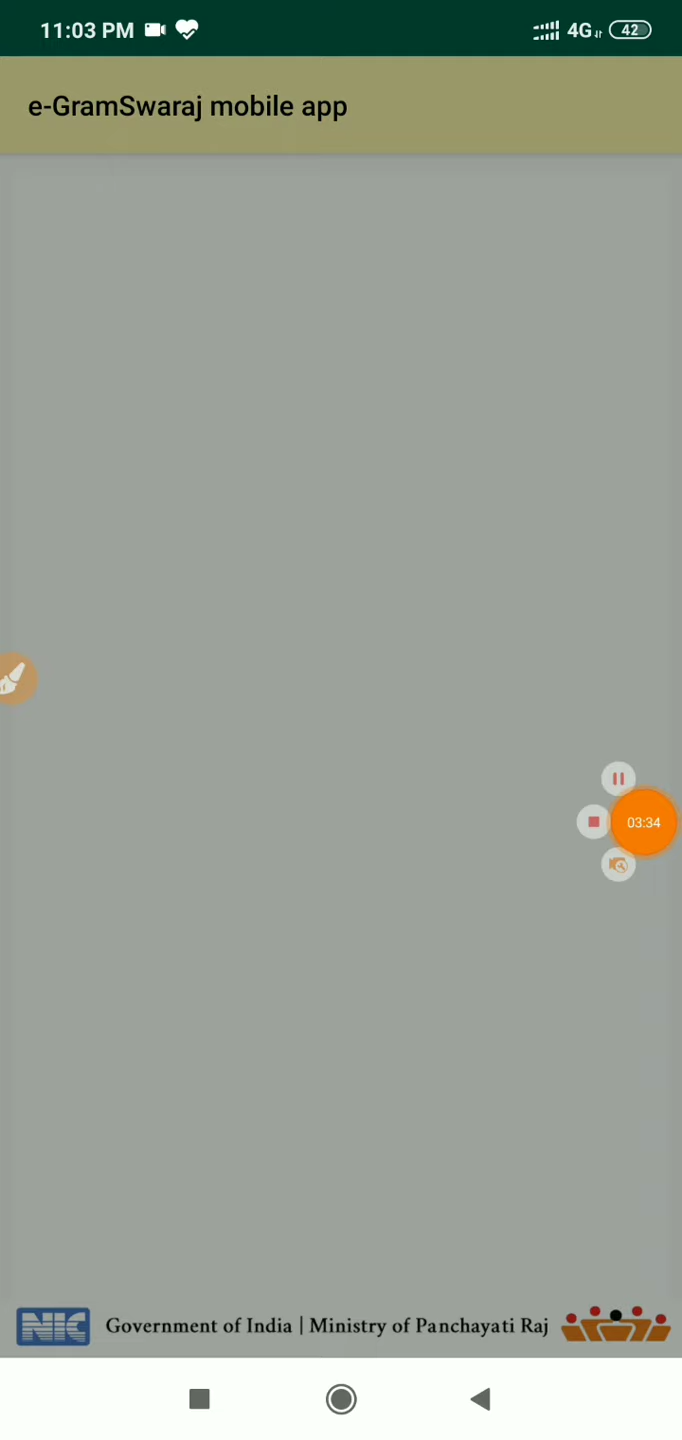 11:03 PM 4G 42
e-GramSwaraj mobile app
03:34
NIC Government of India | Ministry of Panchayati Raj